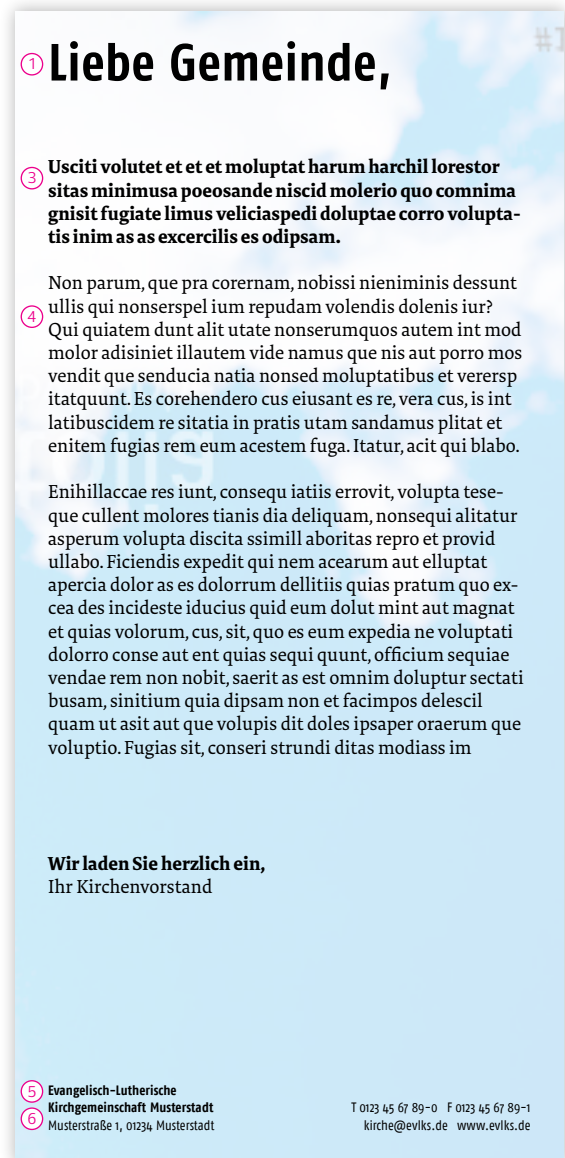 #
1 Liebe Gemeinde,
3 Usciti volutet et et et moluptat harum harchil lorestor
sitas minimusa poeosande niscid molerio quo comnima
gnisit fugiate limus veliciaspedi doluptae corro volupta-
tis inim as as excercilis es odipsam.
Non parum, que pra corernam, nobissi nieniminis dessunt
4 ullis qui nonserspel ium repudam volendis dolenis iur?
Qui quiatem dunt alit utate nonserumquos autem int mod
molor adisiniet illautem vide namus que nis aut porro mos
vendit que senducia natia nonsed moluptatibus et verersp
itatquunt. Es corehendero cus eiusant es re, vera cus, is int
latibuscidem re sitatia in pratis utam sandamus plitat et
enitem fugias rem eum acestem fuga. Itatur, acit qui blabo.
Enihillaccae res iunt, consequ iatiis errovit, volupta tese-
que cullent molores tianis dia deliquam, nonsequi alitatur
asperum volupta discita ssimill aboritas repro et provid
ullabo. Ficiendis expedit qui nem acearum aut elluptat
apercia dolor as es dolorrum dellitiis quias pratum quo ex-
cea des incideste iducius quid eum dolut mint aut magnat
et quias volorum, cus, sit, quo es eum expedia ne voluptati
dolorro conse aut ent quias sequi quunt, officium sequiae
vendae rem non nobit, saerit as est omnim doluptur sectati
busam, sinitium quia dipsam non et facimpos delescil
quam ut asit aut que volupis dit doles ipsaper oraerum que
voluptio. Fugias sit, conseri strundi ditas modiass im
Wir laden Sie herzlich ein,
Ihr Kirchenvorstand
5 Evangelisch-Lutherische
Kirchgemeinschaft Musterstadt
6 Musterstraße 1, 01234 Musterstadt
T 0123 45 67 89-0 F 0123 45 67 89-1
kirche@evlks.de www.evlks.de